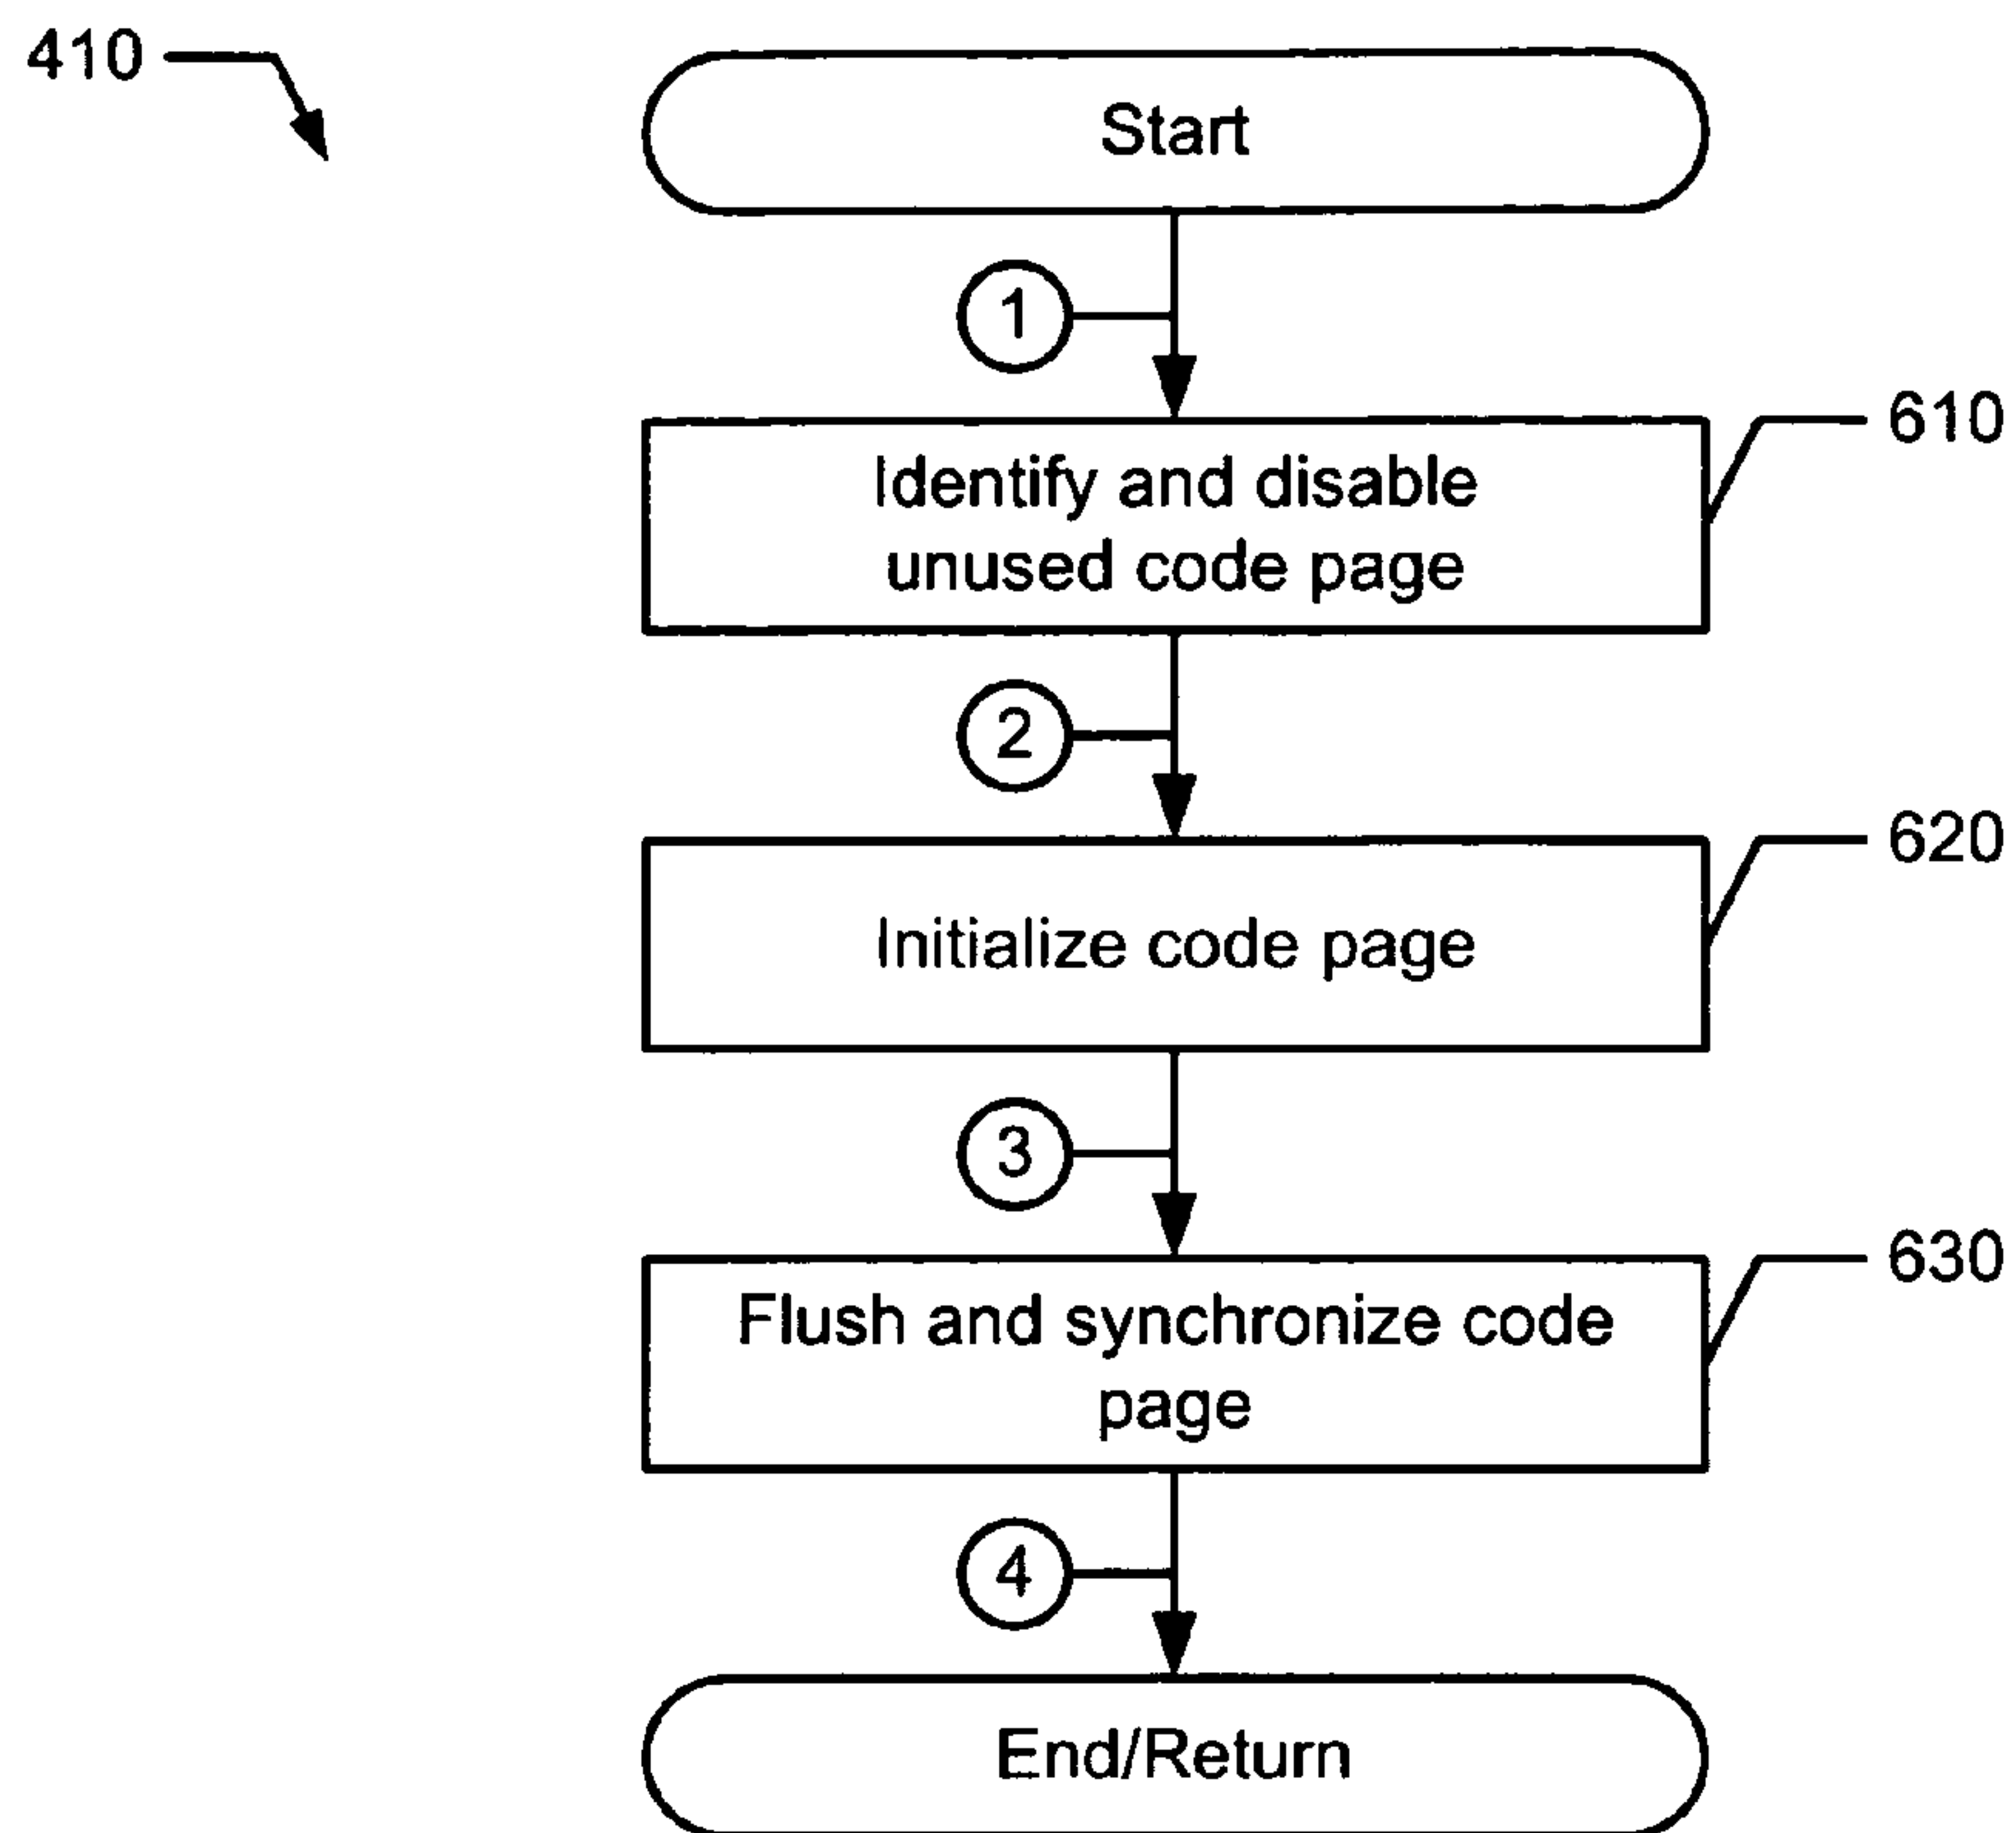 410
Start
1
610
Identify and disable
unused code page
2
620
Initialize code page
3
630
Flush and synchronize code
page
4
End/Return